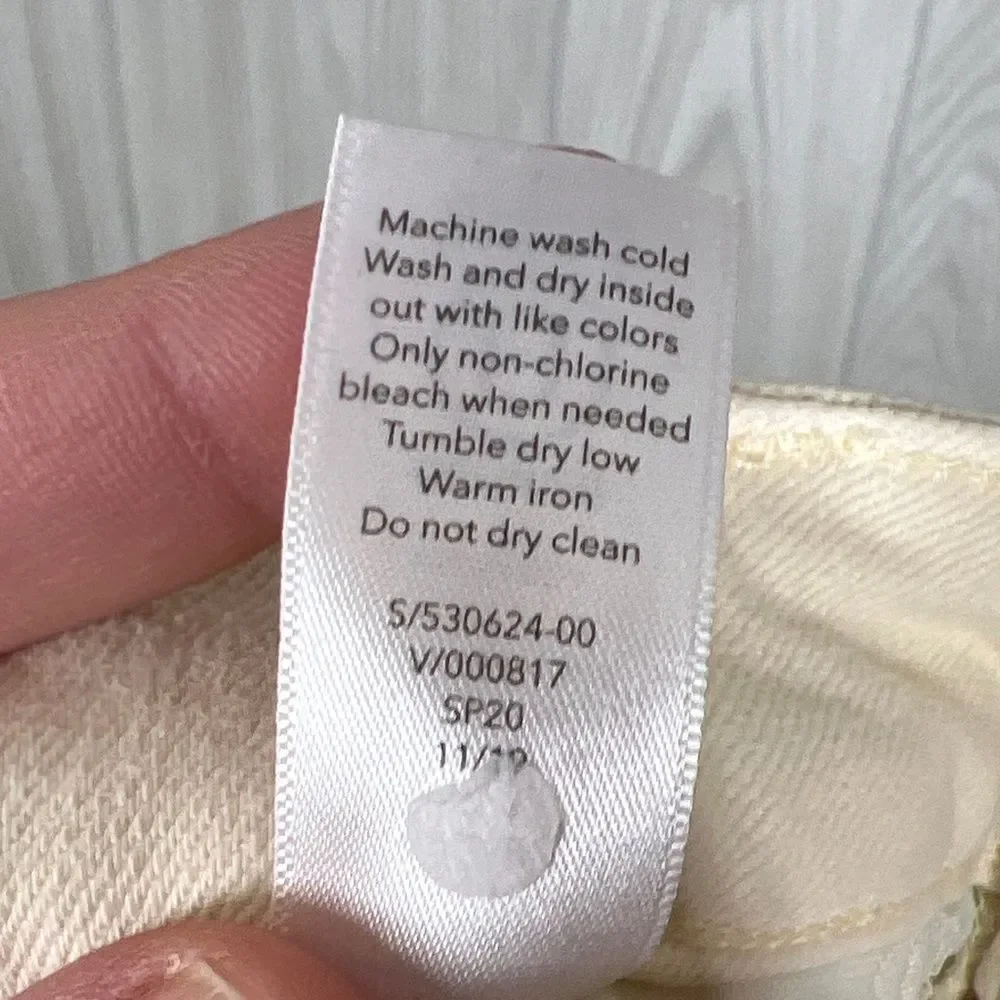 Machine wash cold
Wash and dry inside
out with like colors
Only non-chlorine
bleach when needed
Tumble dry low
Warm iron
Do not dry clean
S/530624-00
V/000817
SP20